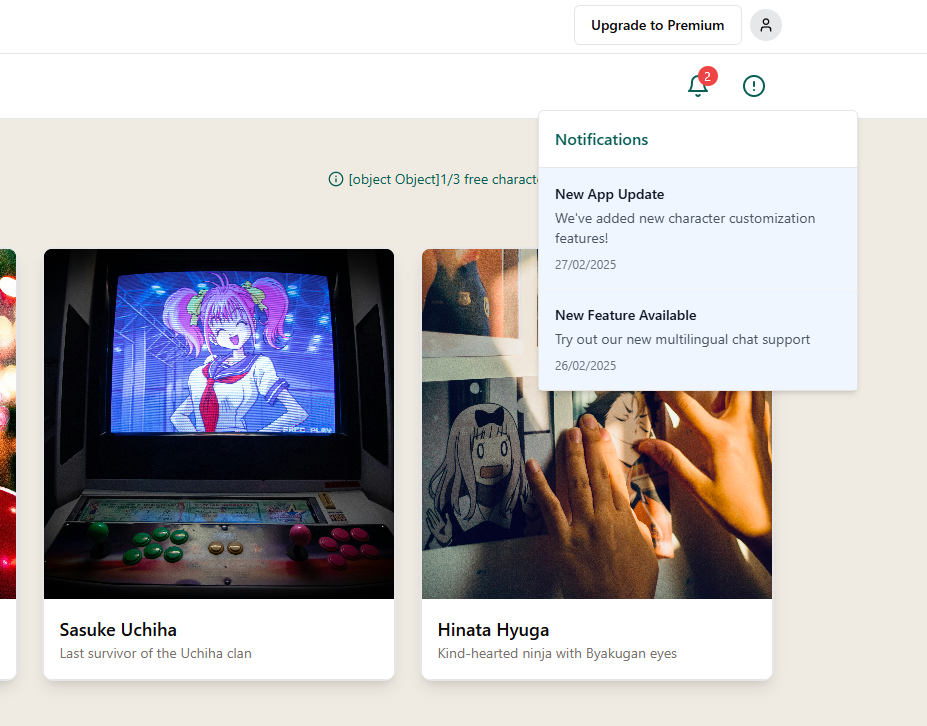 Upgrade to Premium
2
Notifications
[object Object]1/3 free
New App Update
We've added new character customization
features!
27/02/2025
New Feature Available
Try out our new multilingual chat support
26/02/2025
FREE PLAY
Sasuke Uchiha
Last survivor of the Uchiha clan
Hinata Hyuga
Kind-hearted ninja with Byakugan eyes